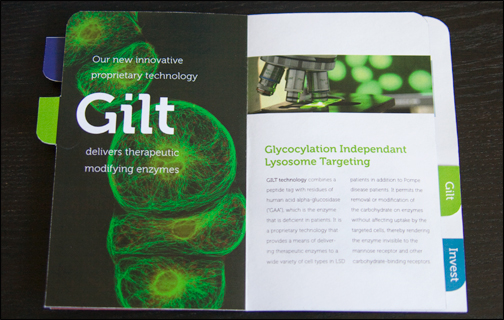 Our new innovative
proprietary technology
Gilt
delivers therapeutic
modifying enzymes
Glycocylation Independant
Lysosome Targeting
GILT technology combines a
peptide key with residues of
human acid alpha-glucosidase
(GAA), which is the enzyme
that is deficient in patients. It is
a proprietary technology that
provides a means of deliver-
ing therapeutic enzymes to a
wide variety of cell types in LSD
patients in addition to Pompe
disease patients. It permits the
removal or modification of
the carbohydrate on enzymes
without affecting uptake by the
targeted cells, thereby rendering
the enzyme invisible to the
mannose receptor and other
carbohydrate-binding receptors
Gilt
Invest